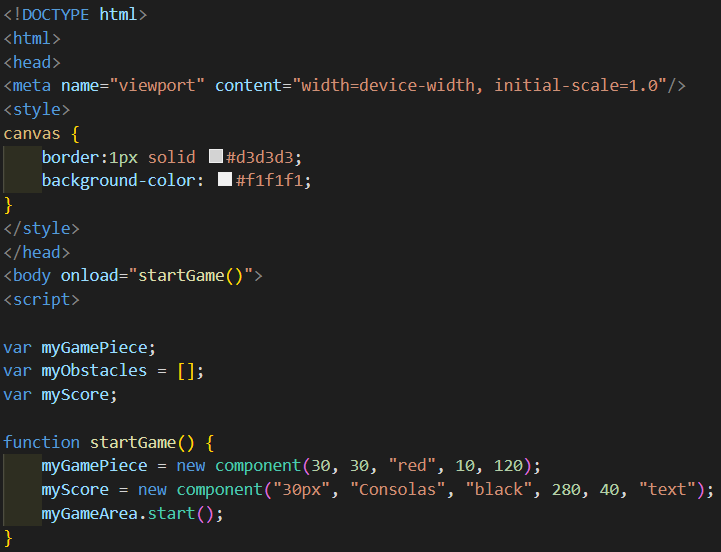 <!DOCTYPE html>
<html>
<head>
<meta name="viewport" content="width=device-width, initial-scale=1.0"/>
<style>
canvas {
    border:1px solid #d3d3d3;
    background-color: #f1f1f1;
}
</style>
</head>
<body onload="startGame()">
<script>

var myGamePiece;
var myObstacles = [];
var myScore;

function startGame() {
    myGamePiece = new component(30, 30, "red", 10, 120);
    myScore = new component("30px", "Consolas", "black", 280, 40, "text");
    myGameArea.start();
}